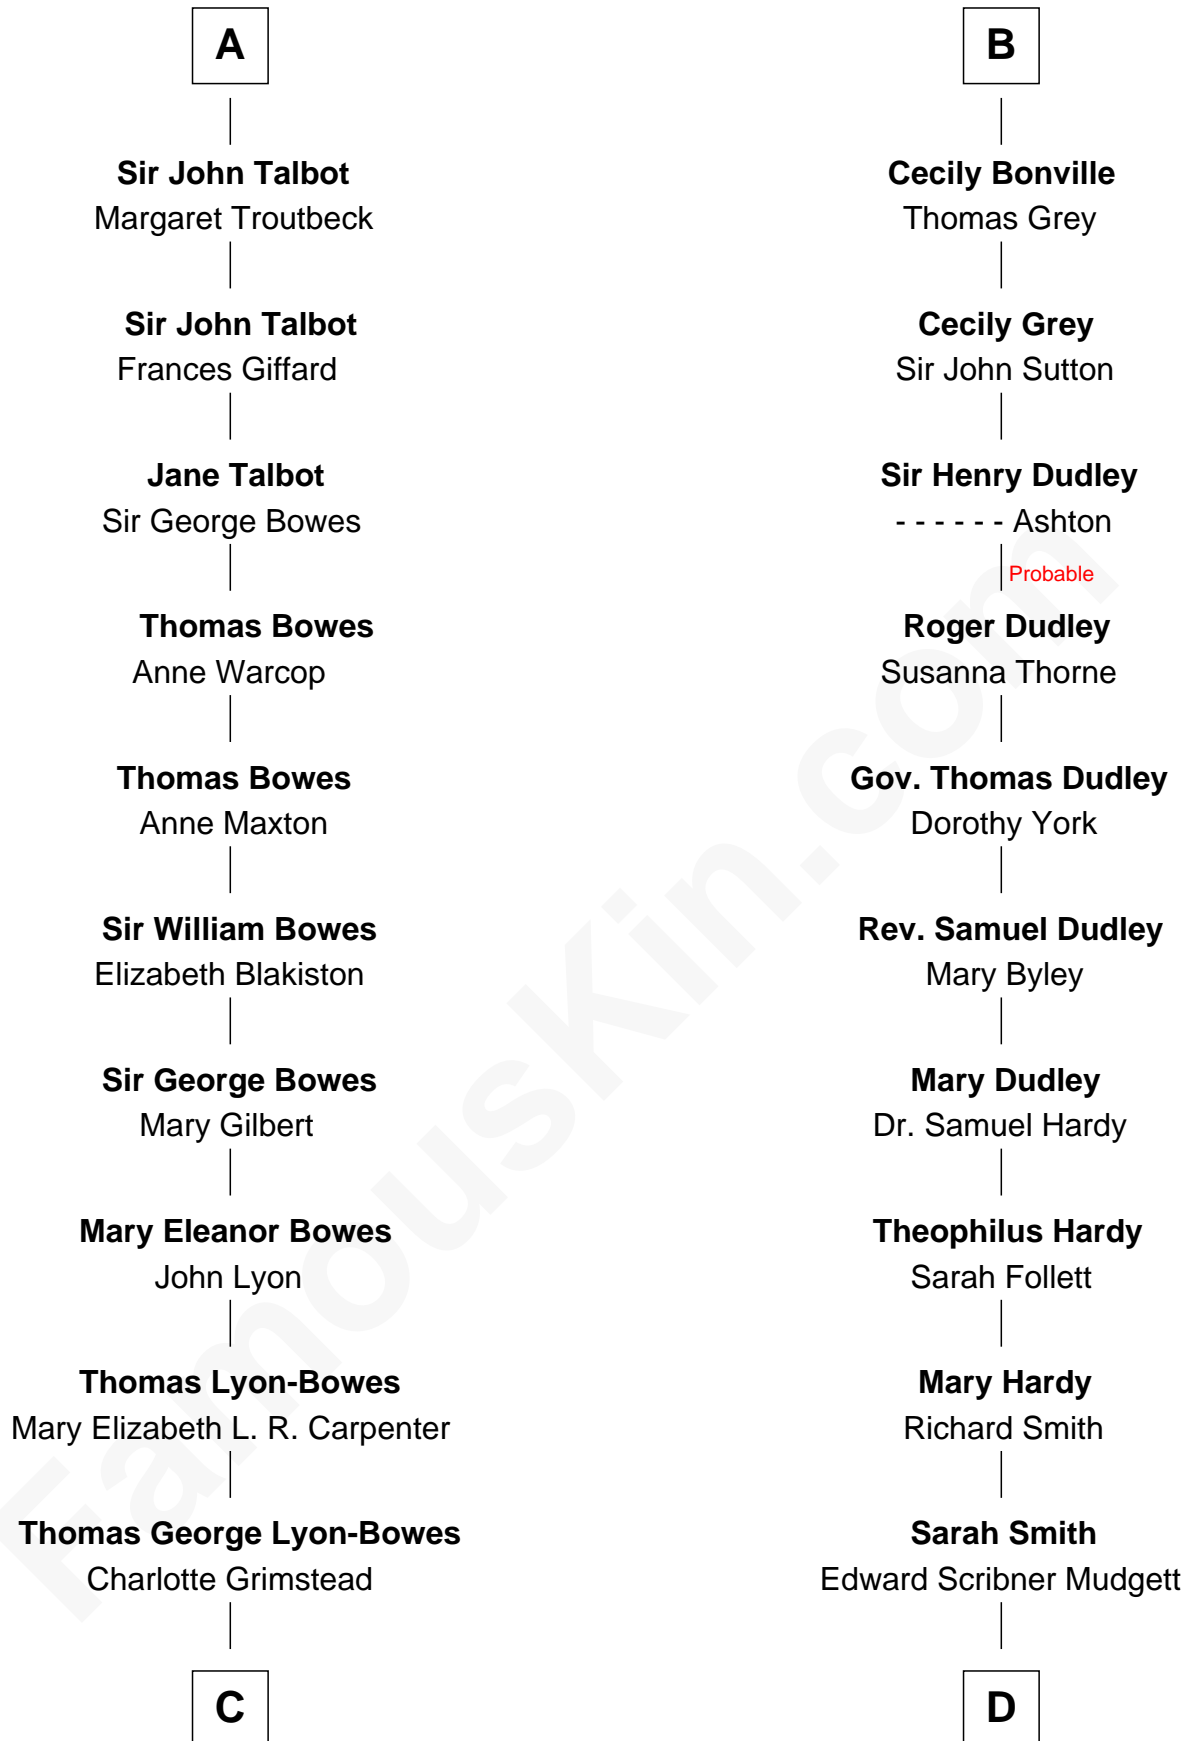 A
Sir John Talbot
Margaret Troutbeck
Sir John Talbot
Frances Giffard
Jane Talbot
Sir George Bowes
Thomas Bowes
Anne Warcop
Thomas Bowes
Anne Maxton
Sir William Bowes
Elizabeth Blakiston
Sir George Bowes
Mary Gilbert
Mary Eleanor Bowes
John Lyon
Thomas Lyon-Bowes
Mary Elizabeth L. R. Carpenter
Thomas George Lyon-Bowes
Charlotte Grimstead
C
B
Cecily Bonville
Thomas Grey
Cecily Grey
Sir John Sutton
Sir Henry Dudley
- - - - - - Ashton
Probable
Roger Dudley
Susanna Thorne
Gov. Thomas Dudley
Dorothy York
Rev. Samuel Dudley
Mary Byley
Mary Dudley
Dr. Samuel Hardy
Theophilus Hardy
Sarah Follett
Mary Hardy
Richard Smith
Sarah Smith
Edward Scribner Mudgett
D
FamousKin.com